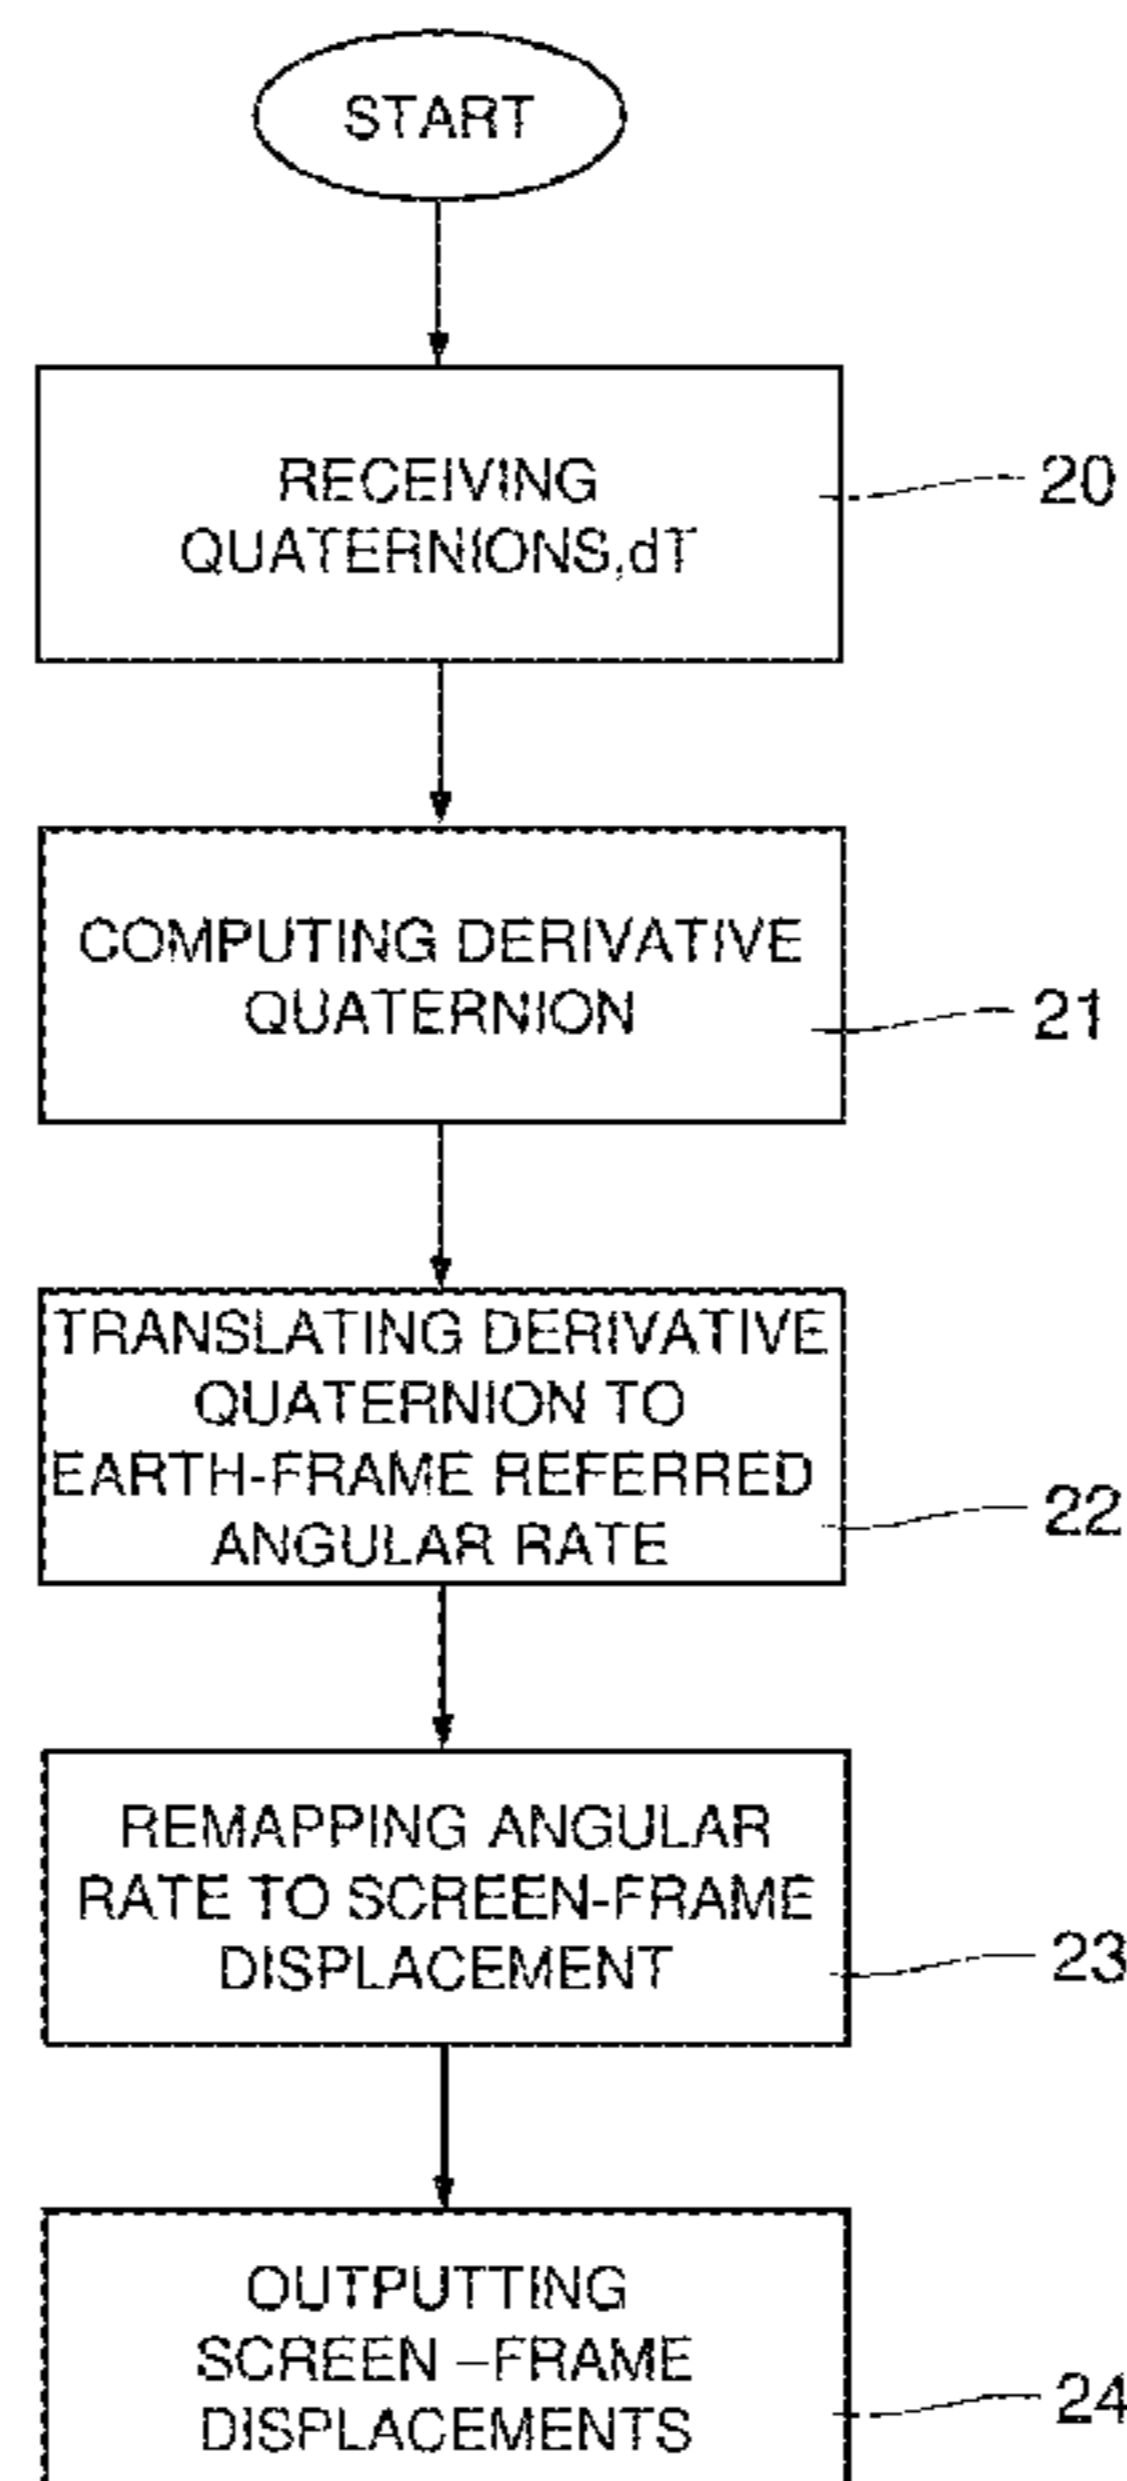 START
RECEIVING
QUATERNIONS,dT
20
COMPUTING DERIVATIVE
QUATERNION
21
TRANSLATING DERIVATIVE
QUATERNION TO
EARTH-FRAME REFERRED
ANGULAR RATE
22
REMAPPING ANGULAR
RATE TO SCREEN-FRAME
DISPLACEMENT
23
OUTPUTTING
SCREEN –FRAME
DISPLACEMENTS
24